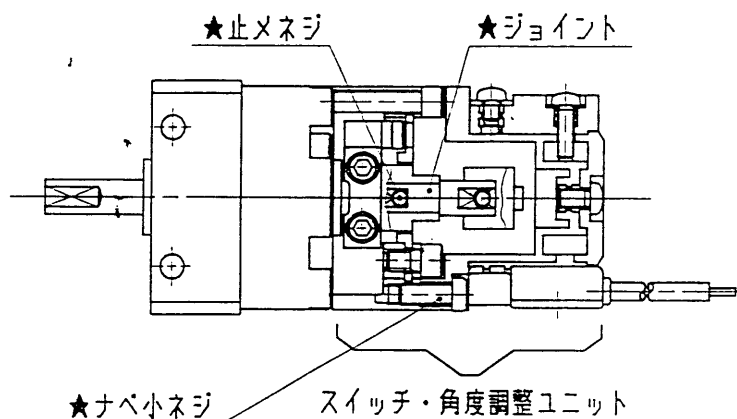 ★止メネジ
★ジョイント
★ナベ小ネジ
スイッチ・角度調整ユニット